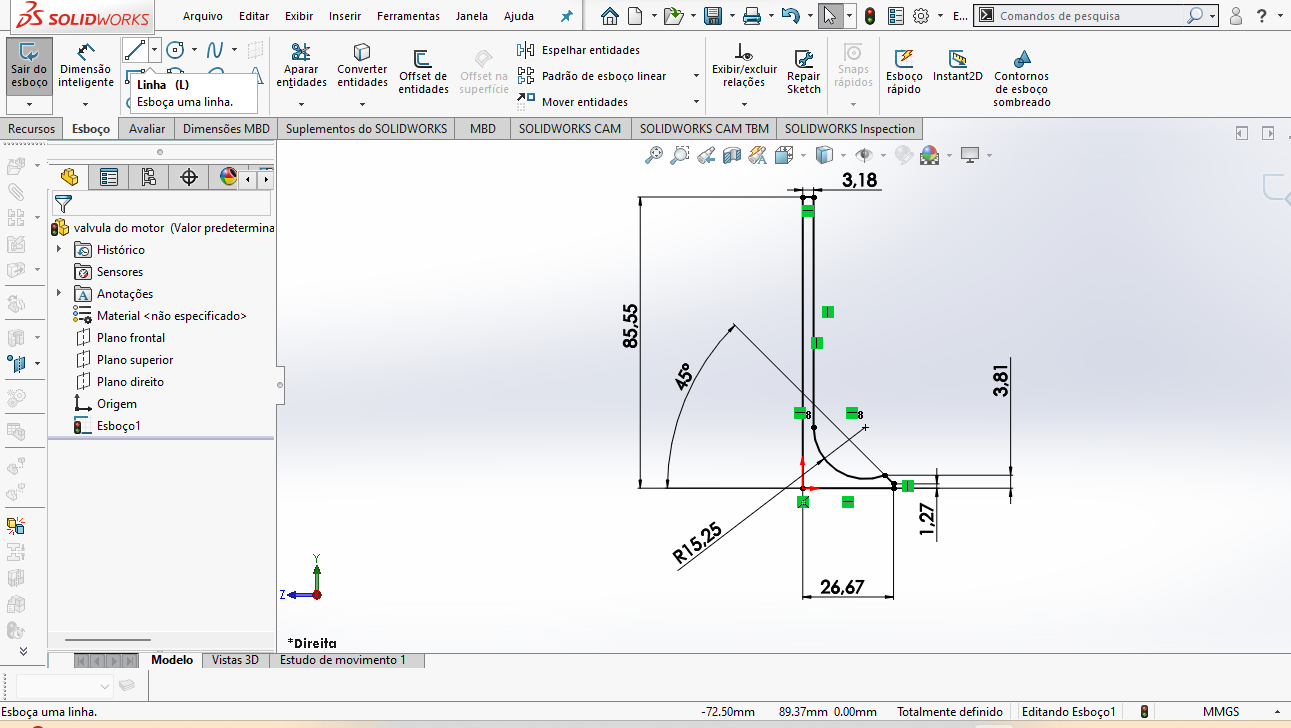 SOLIDWORKS
Arquivo Editar Exibir Inserir Ferramentas Janela Ajuda
E...
Comandos de pesquisa
?
Sair do esboço
Dimensão inteligente
Linha (L)
Esboça uma linha.
Aparar entidades
Converter entidades
Offset de entidades
Offset na superfície
Espelhar entidades
Padrão de esboço linear
Mover entidades
Exibir/excluir relações
Repair Sketch
Snaps rápidos
Esboço rápido
Instant2D
Contornos de esboço sombreado
Recursos Esboço Avaliar Dimensões MBD Suplementos do SOLIDWORKS MBD SOLIDWORKS CAM SOLIDWORKS CAM TBM SOLIDWORKS Inspection
valvula do motor (Valor predetermina
Histórico
Sensores
Anotações
Material <não especificado>
Plano frontal
Plano superior
Plano direito
Origem
Esboço1
3,18
85,55
45°
3,81
8
8
R15,25
1,27
26,67
Y
Z
*Direita
Modelo Vistas 3D Estudo de movimento 1
Esboça uma linha.
-72.50mm 89.37mm 0.00mm Totalmente definido Editando Esboço1 MMGS